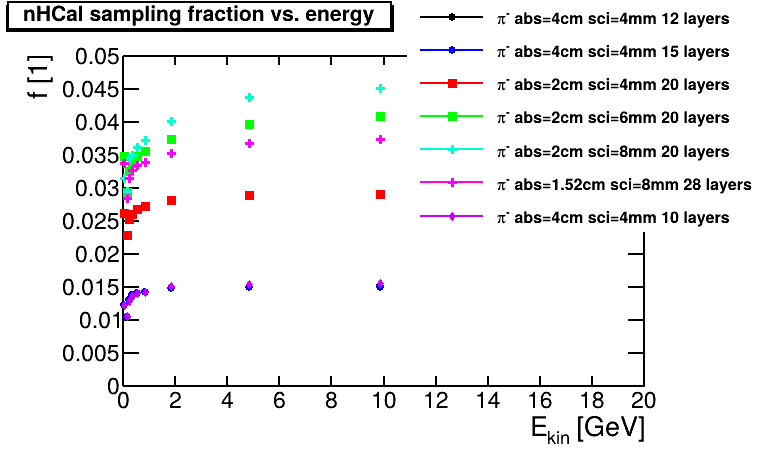 nHCal sampling fraction vs. energy
f [1]
0.05
0.045
0.04
0.035
0.03
0.025
0.02
0.015
0.01
0.005
0
0 2 4 6 8 10 12 14 16 18 20
E_kin [GeV]
π⁻ abs=4cm sci=4mm 12 layers
π⁻ abs=4cm sci=4mm 15 layers
π⁻ abs=2cm sci=4mm 20 layers
π⁻ abs=2cm sci=6mm 20 layers
π⁻ abs=2cm sci=8mm 20 layers
π⁻ abs=1.52cm sci=8mm 28 layers
π⁻ abs=4cm sci=4mm 10 layers